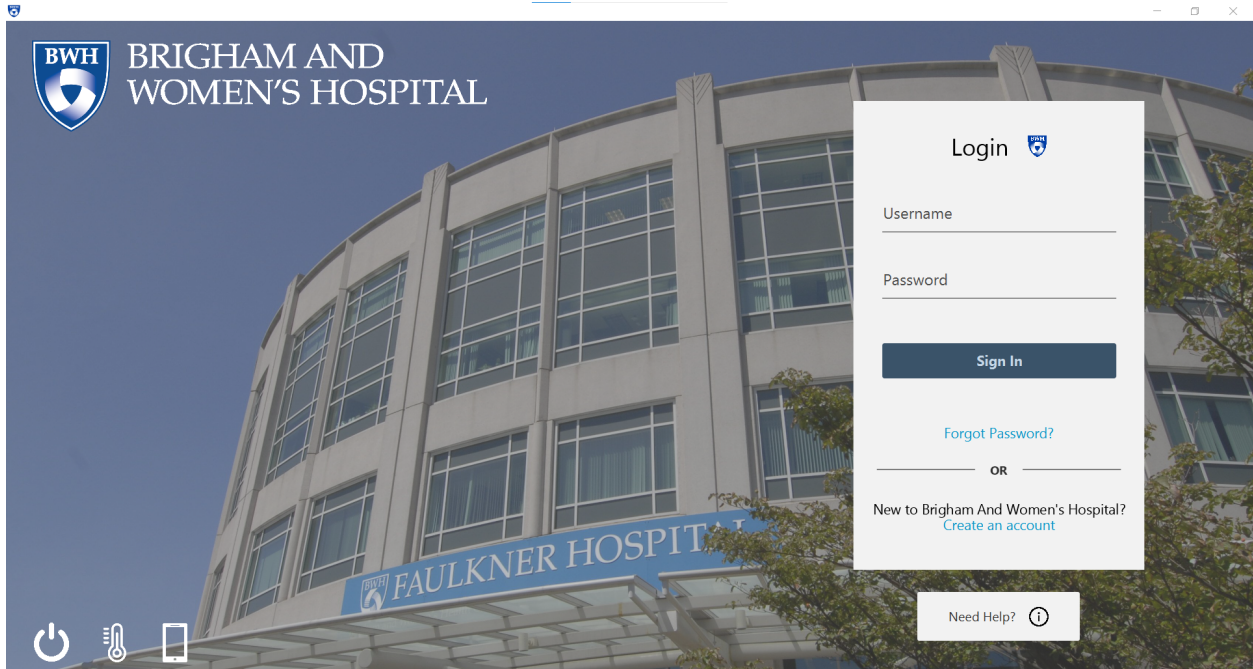 BWH
BRIGHAM AND
WOMEN'S HOSPITAL
Login
BWH
Username
Password
Sign In
Forgot Password?
OR
New to Brigham And Women's Hospital?
Create an account
BWH FAULKNER HOSPITAL
Need Help?